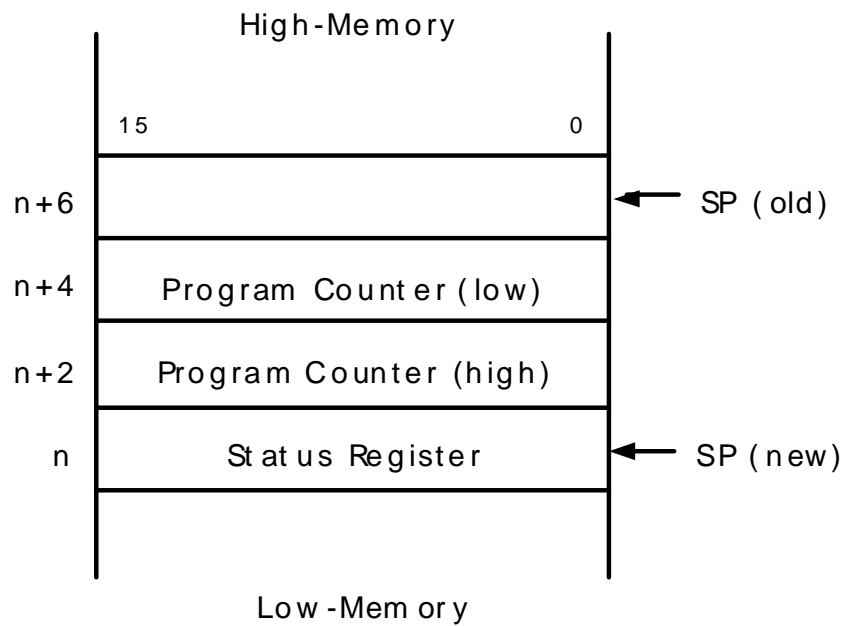 High-Memory
15 0
n+6 SP (old)
n+4 Program Counter (low)
n+2 Program Counter (high)
n Status Register SP (new)
Low-Memory